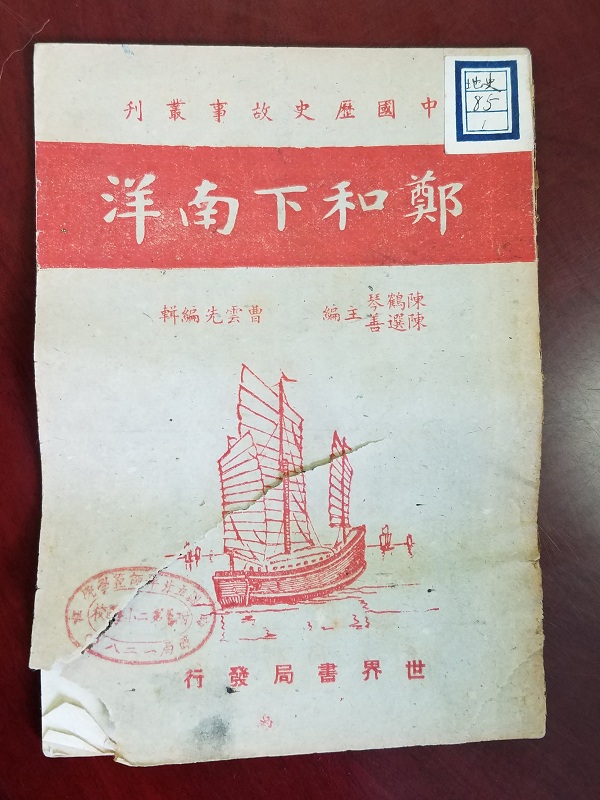 史地
85
1
中國歷史故事叢刊
鄭和下南洋
陳鶴琴
陳選善
主編
曹雲先編輯
世界書局發行